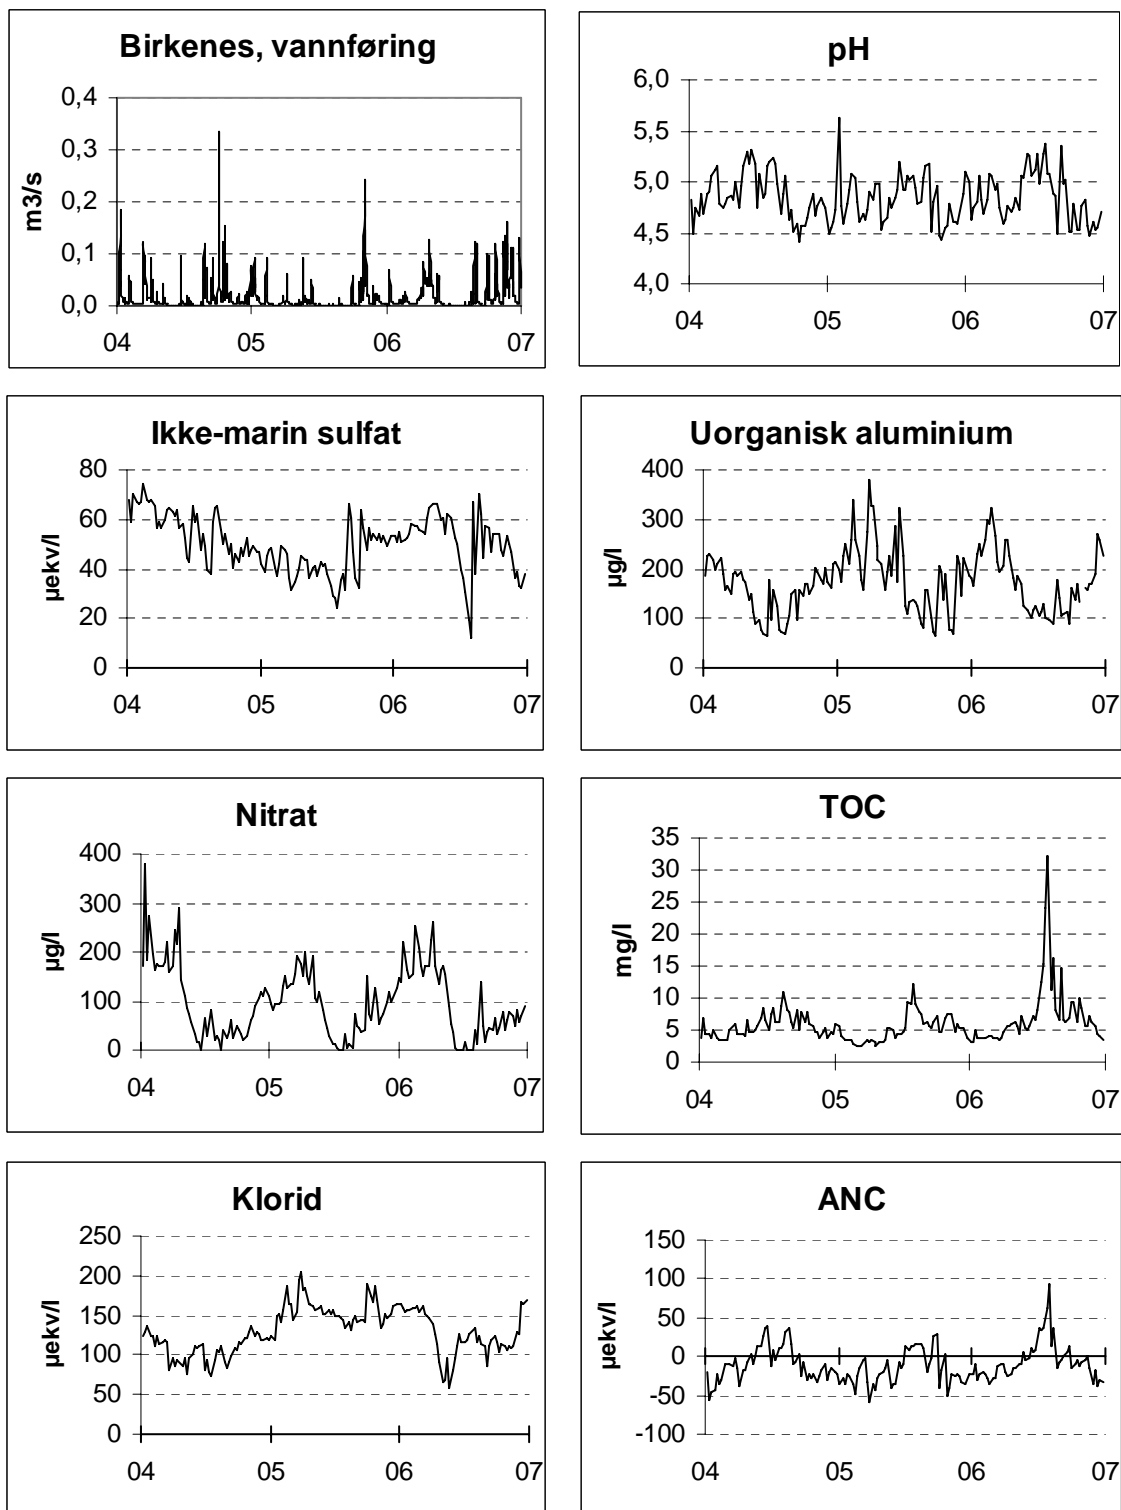 Birkenes, vannføring
m3/s
0,4
0,3
0,2
0,1
0,0
04 05 06 07
pH
6,0
5,5
5,0
4,5
4,0
04 05 06 07
Ikke-marin sulfat
µekv/l
80
60
40
20
0
04 05 06 07
Uorganisk aluminium
µg/l
400
300
200
100
0
04 05 06 07
Nitrat
µg/l
400
300
200
100
0
04 05 06 07
TOC
mg/l
35
30
25
20
15
10
5
0
04 05 06 07
Klorid
µekv/l
250
200
150
100
50
0
04 05 06 07
ANC
µekv/l
150
100
50
0
-50
-100
04 05 06 07